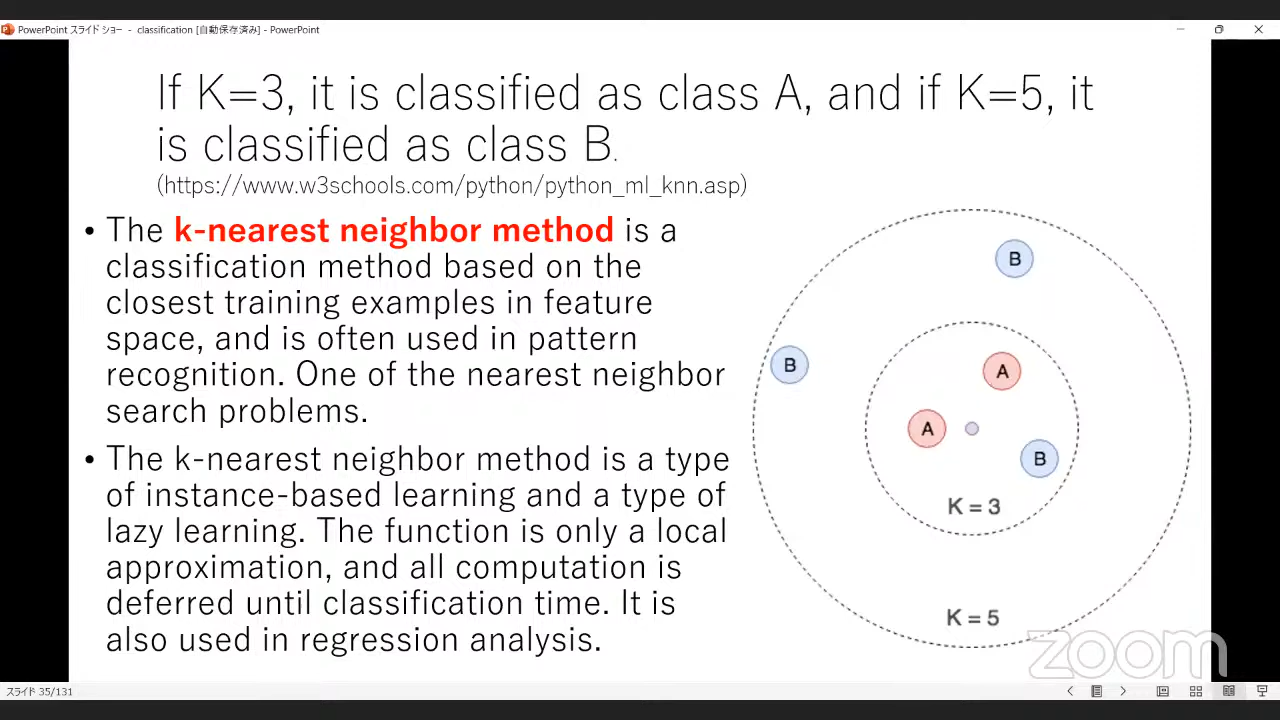 PowerPoint スライド ショー - classification [自動保存済み] - PowerPoint
If K=3, it is classified as class A, and if K=5, it
is classified as class B.
(https://www.w3schools.com/python/python_ml_knn.asp)
• The k-nearest neighbor method is a
classification method based on the
closest training examples in feature
space, and is often used in pattern
recognition. One of the nearest neighbor
search problems.
• The k-nearest neighbor method is a type
of instance-based learning and a type of
lazy learning. The function is only a local
approximation, and all computation is
deferred until classification time. It is
also used in regression analysis.
B
B
A
A
B
K = 3
K = 5
zoom
スライド 35/131